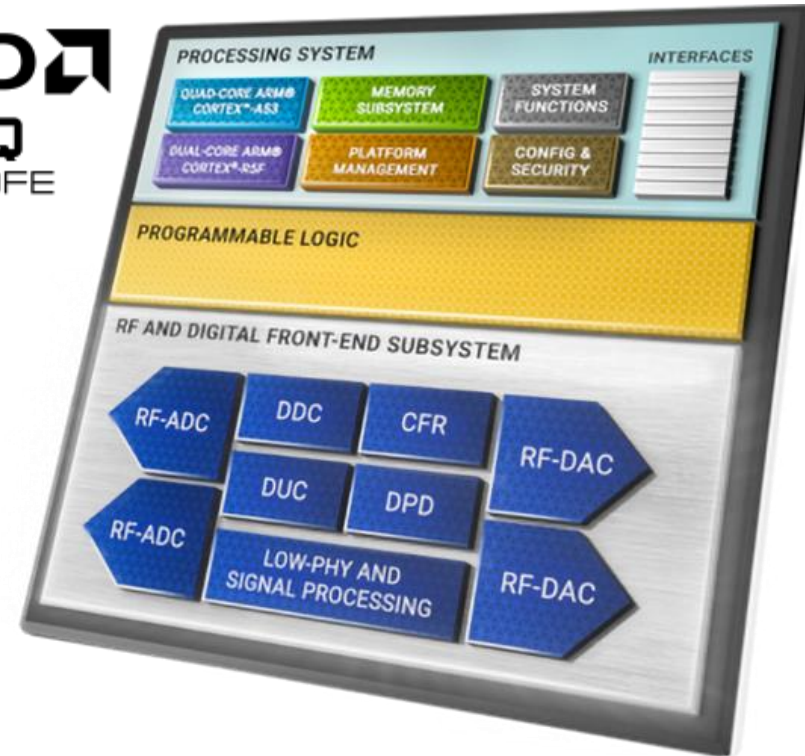 PROCESSING SYSTEM
INTERFACES
QUAD-CORE ARM®
CORTEX®-A53
MEMORY
SUBSYSTEM
SYSTEM
FUNCTIONS
DUAL-CORE ARM®
CORTEX®-R5F
PLATFORM
MANAGEMENT
CONFIG &
SECURITY
PROGRAMMABLE LOGIC
RF AND DIGITAL FRONT-END SUBSYSTEM
RF-ADC
DDC
CFR
RF-DAC
RF-ADC
DUC
DPD
RF-DAC
LOW-PHY AND
SIGNAL PROCESSING